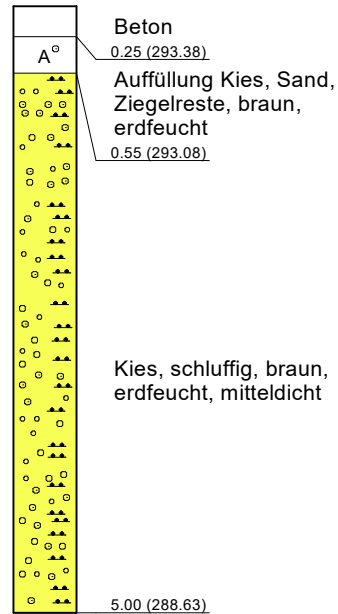 Beton
0.25 (293.38)
A
Auffüllung Kies, Sand,
Ziegelreste, braun,
erdfeucht
0.55 (293.08)
Kies, schluffig, braun,
erdfeucht, mitteldicht
5.00 (288.63)